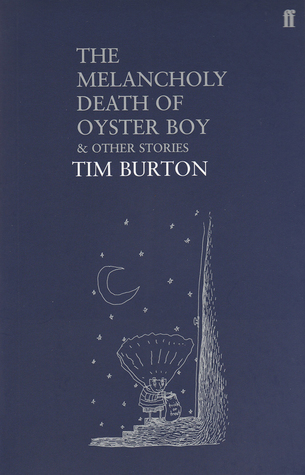 ff
THE
MELANCHOLY
DEATH OF
OYSTER BOY
& OTHER STORIES
TIM BURTON